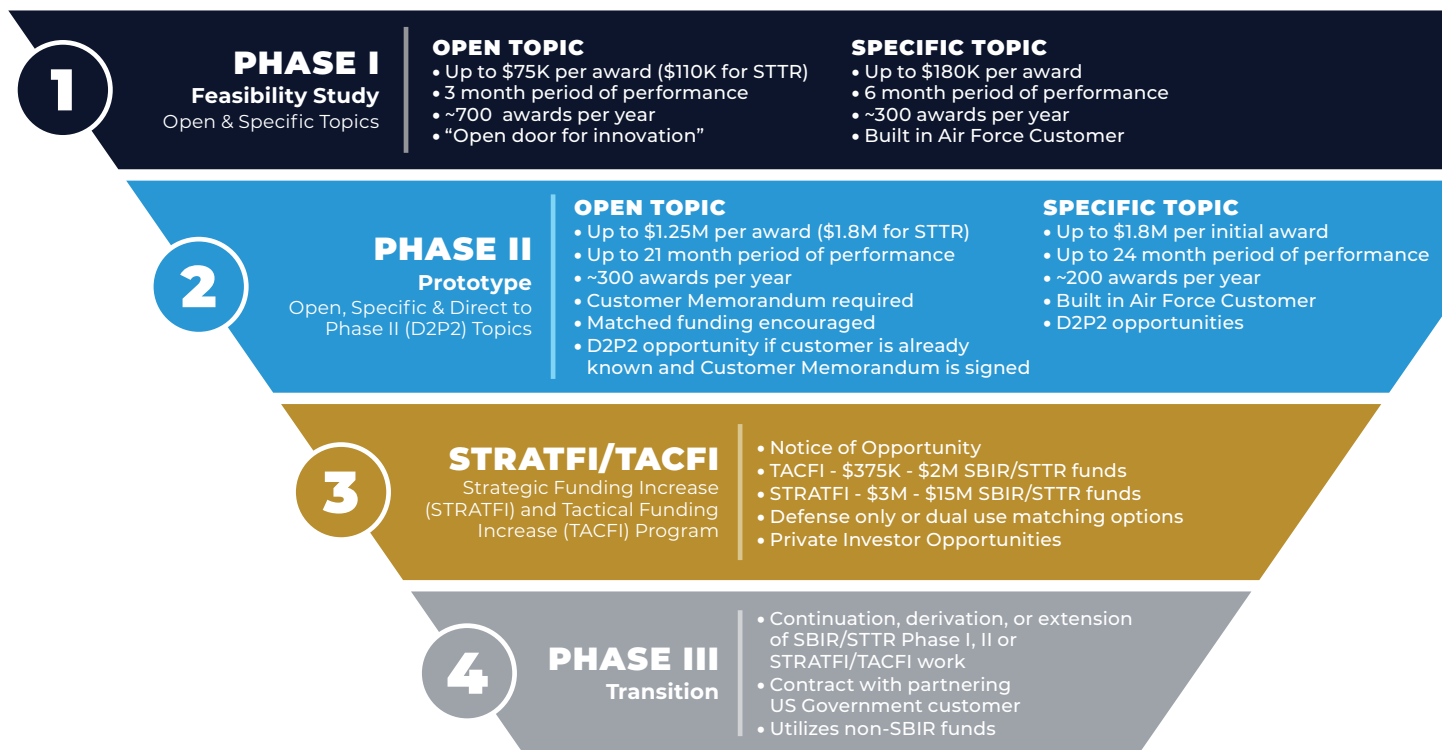 1
PHASE I
Feasibility Study
Open & Specific Topics
OPEN TOPIC
• Up to $75K per award ($110K for STTR)
• 3 month period of performance
• ~700 awards per year
• “Open door for innovation”
SPECIFIC TOPIC
• Up to $180K per award
• 6 month period of performance
• ~300 awards per year
• Built in Air Force Customer
2
PHASE II
Prototype
Open, Specific & Direct to
Phase II (D2P2) Topics
OPEN TOPIC
• Up to $1.25M per award ($1.8M for STTR)
• Up to 21 month period of performance
• ~300 awards per year
• Customer Memorandum required
• Matched funding encouraged
• D2P2 opportunity if customer is already
known and Customer Memorandum is signed
SPECIFIC TOPIC
• Up to $1.8M per initial award
• Up to 24 month period of performance
• ~200 awards per year
• Built in Air Force Customer
• D2P2 opportunities
3
STRATFI/TACFI
Strategic Funding Increase
(STRATFI) and Tactical Funding
Increase (TACFI) Program
• Notice of Opportunity
• TACFI - $375K - $2M SBIR/STTR funds
• STRATFI - $3M - $15M SBIR/STTR funds
• Defense only or dual use matching options
• Private Investor Opportunities
4
PHASE III
Transition
• Continuation, derivation, or extension
of SBIR/STTR Phase I, II or
STRATFI/TACFI work
• Contract with partnering
US Government customer
• Utilizes non-SBIR funds